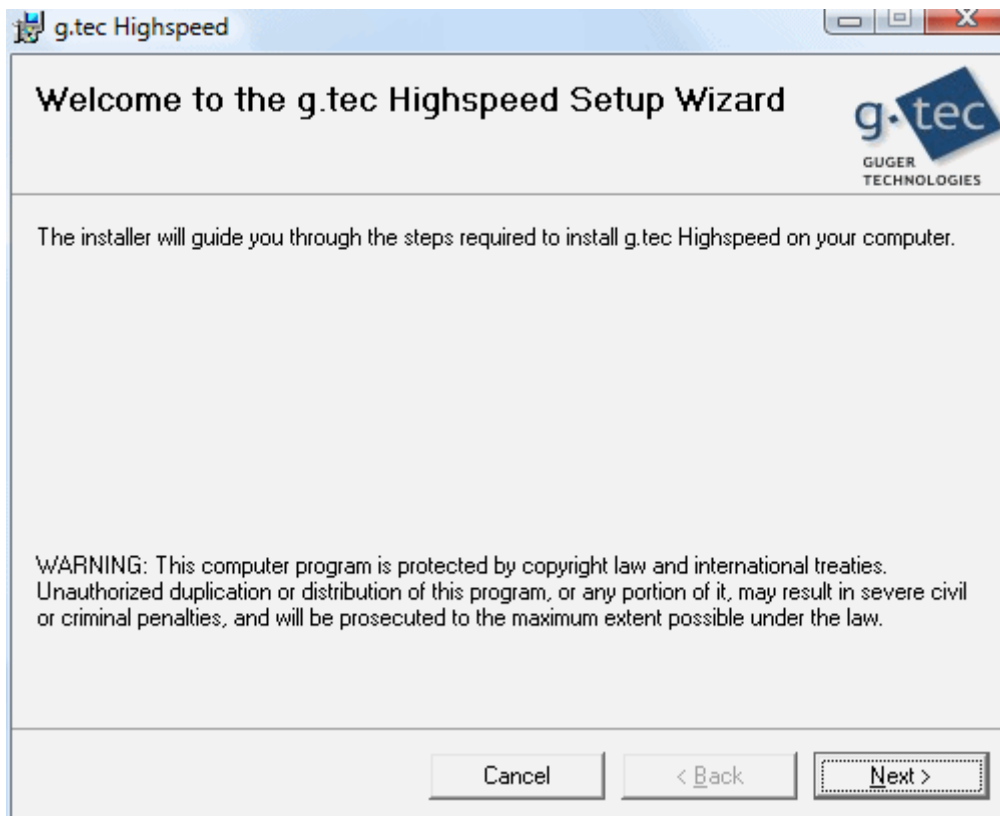 g.tec Highspeed
Welcome to the g.tec Highspeed Setup Wizard
g.tec
GUGER
TECHNOLOGIES
The installer will guide you through the steps required to install g.tec Highspeed on your computer.
WARNING: This computer program is protected by copyright law and international treaties.
Unauthorized duplication or distribution of this program, or any portion of it, may result in severe civil
or criminal penalties, and will be prosecuted to the maximum extent possible under the law.
Cancel < Back Next >